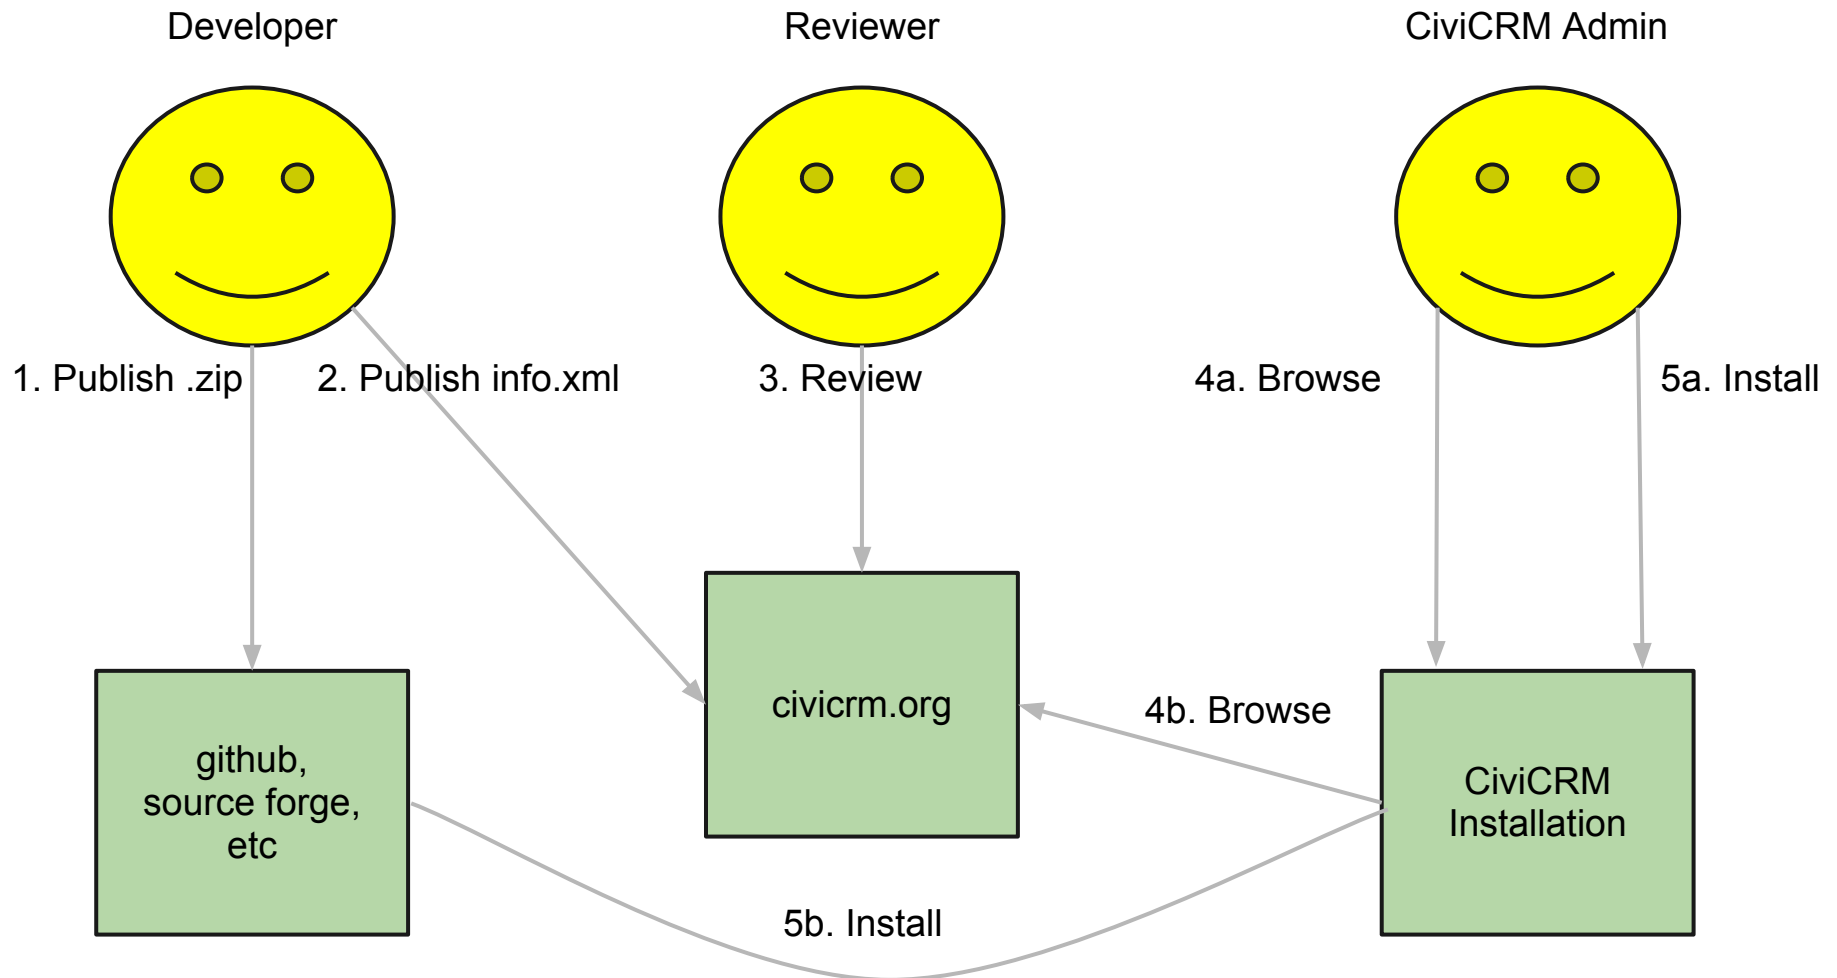 Developer
Reviewer
CiviCRM Admin
1. Publish .zip
2. Publish info.xml
3. Review
4a. Browse
5a. Install
civicrm.org
4b. Browse
github,
source forge,
etc
CiviCRM
Installation
5b. Install